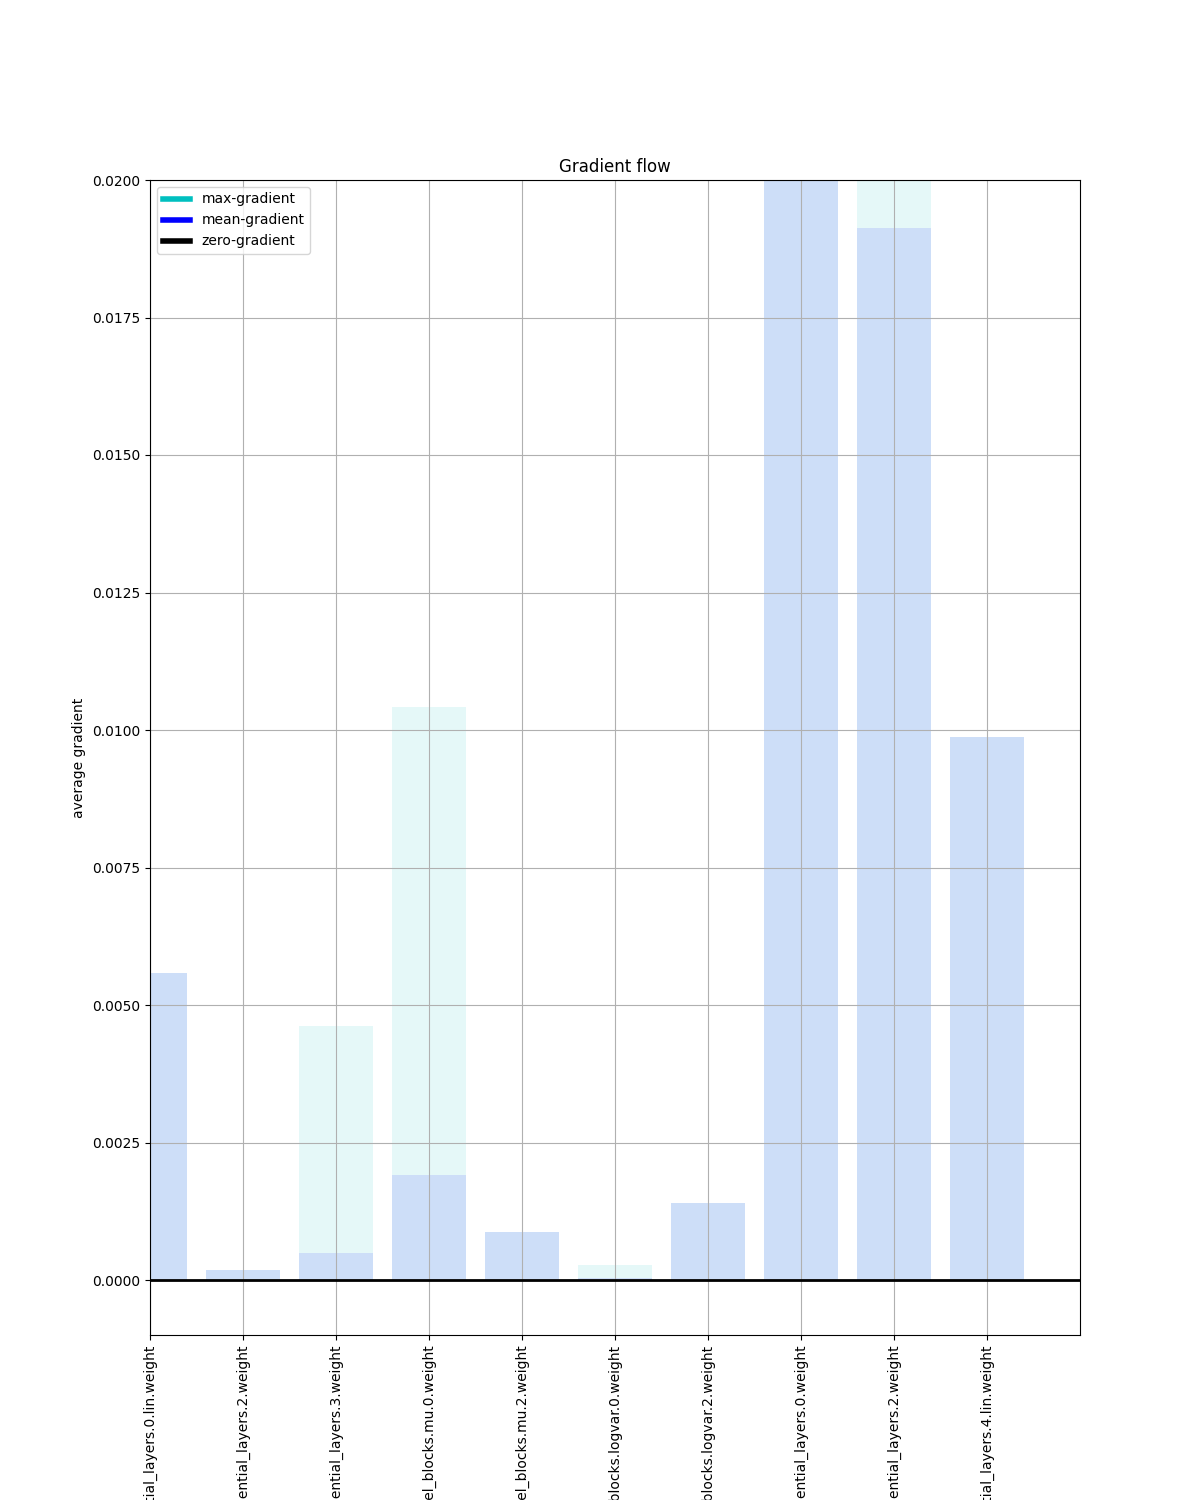 Gradient flow
max-gradient
mean-gradient
zero-gradient
0.0200
0.0175
0.0150
0.0125
0.0100
0.0075
0.0050
0.0025
0.0000
average gradient
tial_layers.0.lin.weight
ential_layers.2.weight
ential_layers.3.weight
el_blocks.mu.0.weight
el_blocks.mu.2.weight
blocks.logvar.0.weight
blocks.logvar.2.weight
ential_layers.0.weight
ential_layers.2.weight
tial_layers.4.lin.weight